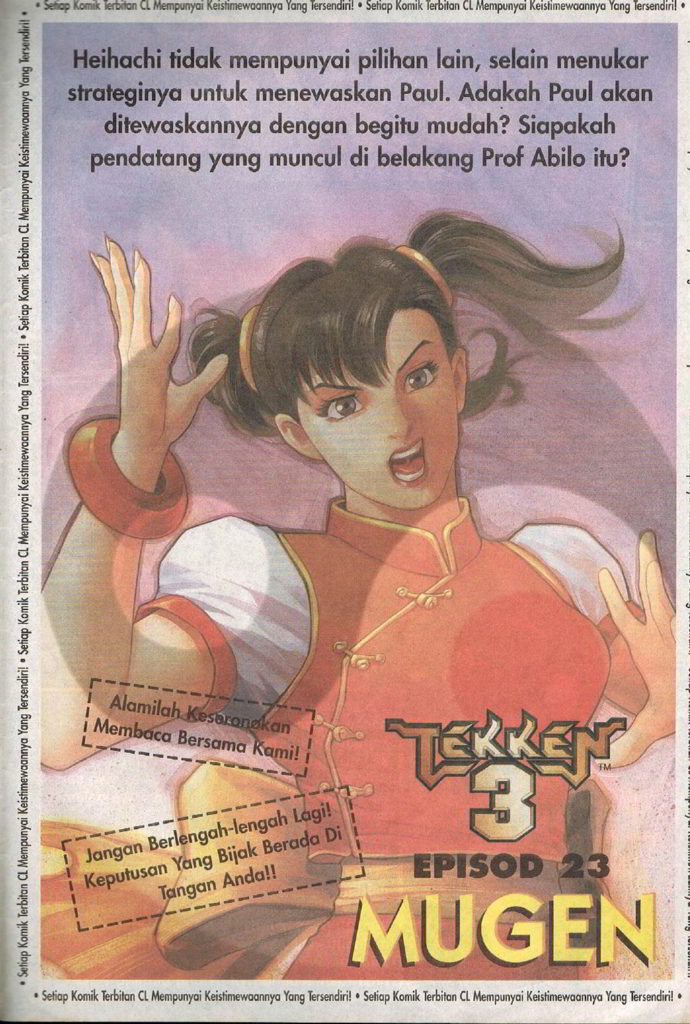 • Setiap Komik Terbitan CL Mempunyai Keistimewaannya Yang Tersendiri! • Setiap Komik Terbitan CL Mempunyai Keistimewaannya Yang Tersendiri! •
Heihachi tidak mempunyai pilihan lain, selain menukar
strateginya untuk menewaskan Paul. Adakah Paul akan
ditewaskannya dengan begitu mudah? Siapakah
pendatang yang muncul di belakang Prof Abilo itu?
• Setiap Komik Terbitan CL Mempunyai Keistimewaannya Yang Tersendiri! • Setiap Komik Terbitan CL Mempunyai Keistimewaannya Yang Tersendiri! • Setiap Komik Terbitan CL Mempunyai Keistimewaannya Yang Tersendiri! •
Alamilah Keseronokan
Membaca Bersama Kami!
TEKKEN
TM
3
Jangan Berlengah-lengah Lagi!
Keputusan Yang Bijak Berada Di
Tangan Anda!!
EPISOD 23
MUGEN
• Setiap Komik Terbitan CL Mempunyai Keistimewaannya Yang Tersendiri! • Setiap Komik Terbitan CL Mempunyai Keistimewaannya Yang Tersendiri! •